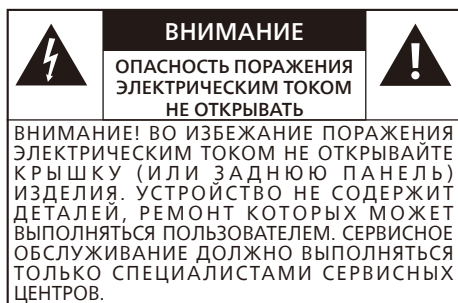 ВНИМАНИЕ
ОПАСНОСТЬ ПОРАЖЕНИЯ
ЭЛЕКТРИЧЕСКИМ ТОКОМ
НЕ ОТКРЫВАТЬ
ВНИМАНИЕ! ВО ИЗБЕЖАНИЕ ПОРАЖЕНИЯ
ЭЛЕКТРИЧЕСКИМ ТОКОМ НЕ ОТКРЫВАЙТЕ
КРЫШКУ (ИЛИ ЗАДНЮЮ ПАНЕЛЬ)
ИЗДЕЛИЯ. УСТРОЙСТВО НЕ СОДЕРЖИТ
ДЕТАЛЕЙ, РЕМОНТ КОТОРЫХ МОЖЕТ
ВЫПОЛНЯТЬСЯ ПОЛЬЗОВАТЕЛЕМ. СЕРВИСНОЕ
ОБСЛУЖИВАНИЕ ДОЛЖНО ВЫПОЛНЯТЬСЯ
ТОЛЬКО СПЕЦИАЛИСТАМИ СЕРВИСНЫХ
ЦЕНТРОВ.